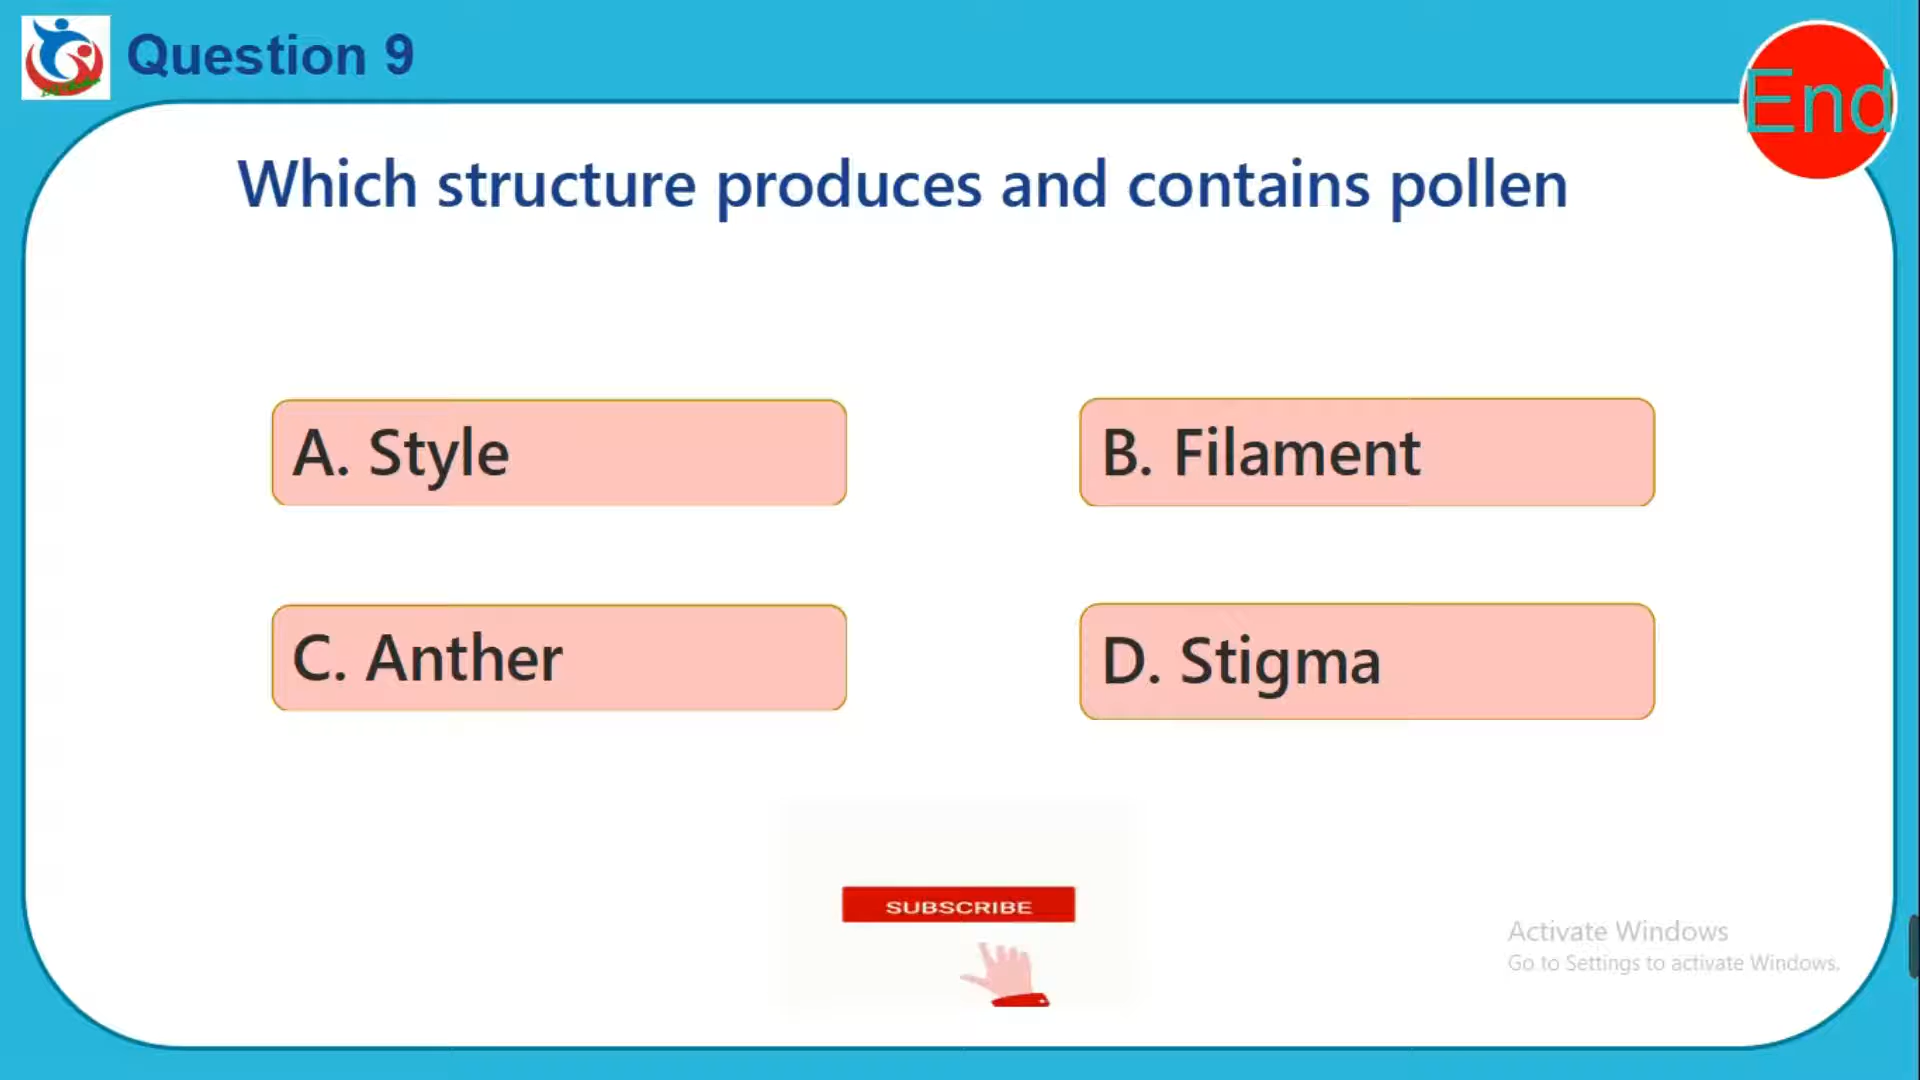 Question 9
End
Which structure produces and contains pollen
A. Style
B. Filament
C. Anther
D. Stigma
SUBSCRIBE
Activate Windows
Go to Settings to activate Windows.